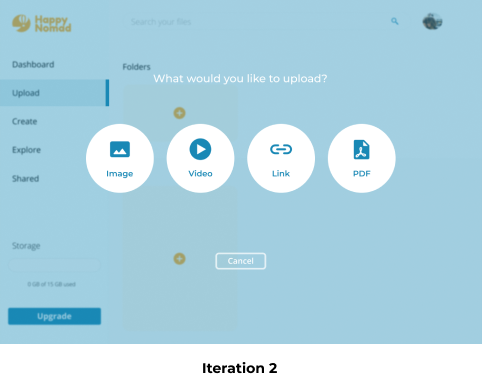 Happy
Nomad
Search your files
Dashboard
Folders
What would you like to upload?
Upload
Create
Explore
Shared
Image
Video
Link
PDF
Storage
Cancel
0 GB of 15 GB used
Upgrade
Iteration 2